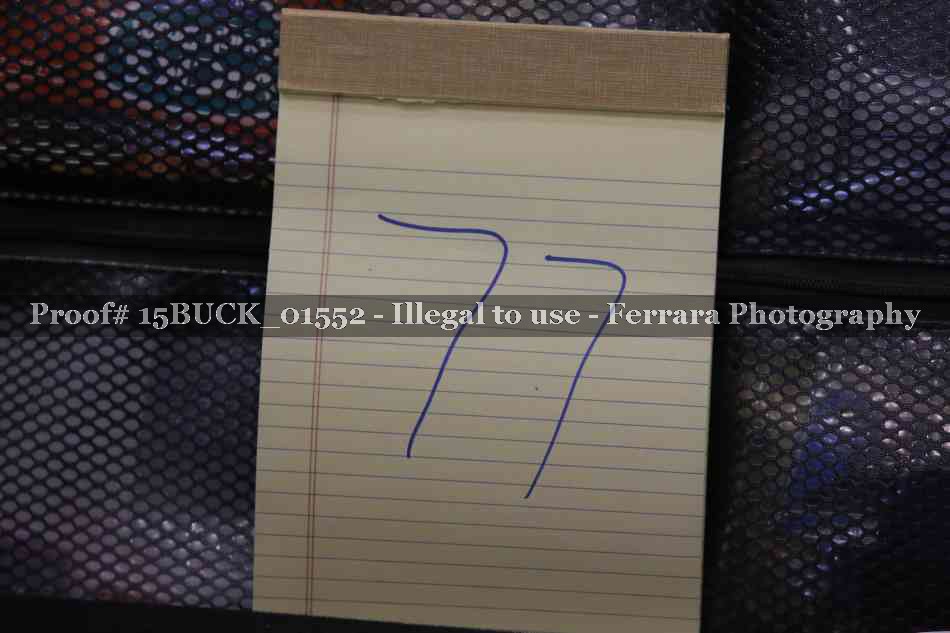 77
Proof# 15BUCK_01552 - Illegal to use - Ferrara Photography